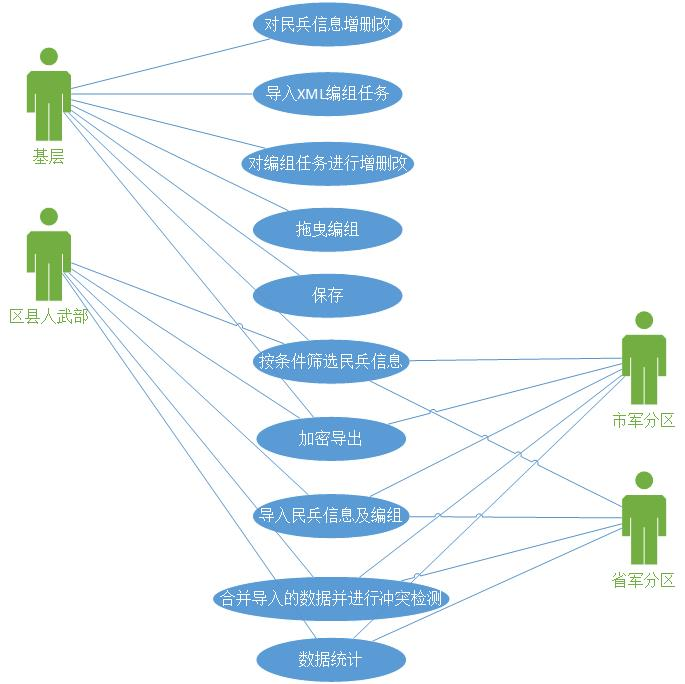 对民兵信息增删改
导入XML编组任务
基层
对编组任务进行增删改
拖曳编组
保存
区县人武部
按条件筛选民兵信息
市军分区
加密导出
导入民兵信息及编组
省军分区
合并导入的数据并进行冲突检测
数据统计